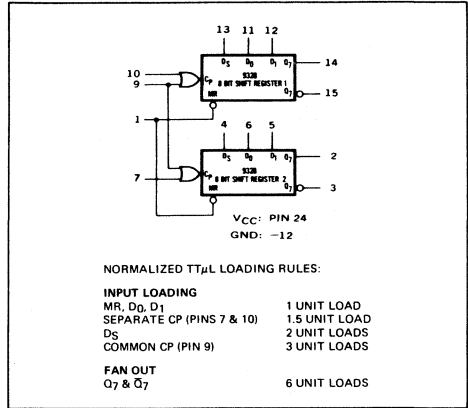 13 11 12
DS D0 D1 Q7 14
10
9
CP 9328
8 BIT SHIFT REGISTER 1
MR Q7 15
1
4 6 5
DS D0 D1 Q7 2
CP 9328
8 BIT SHIFT REGISTER 2
7
MR Q7 3
VCC: PIN 24
GND: -12
NORMALIZED TTμL LOADING RULES:
INPUT LOADING
MR, D0, D1 1 UNIT LOAD
SEPARATE CP (PINS 7 & 10) 1.5 UNIT LOAD
DS 2 UNIT LOADS
COMMON CP (PIN 9) 3 UNIT LOADS
FAN OUT
Q7 & Q̅7 6 UNIT LOADS